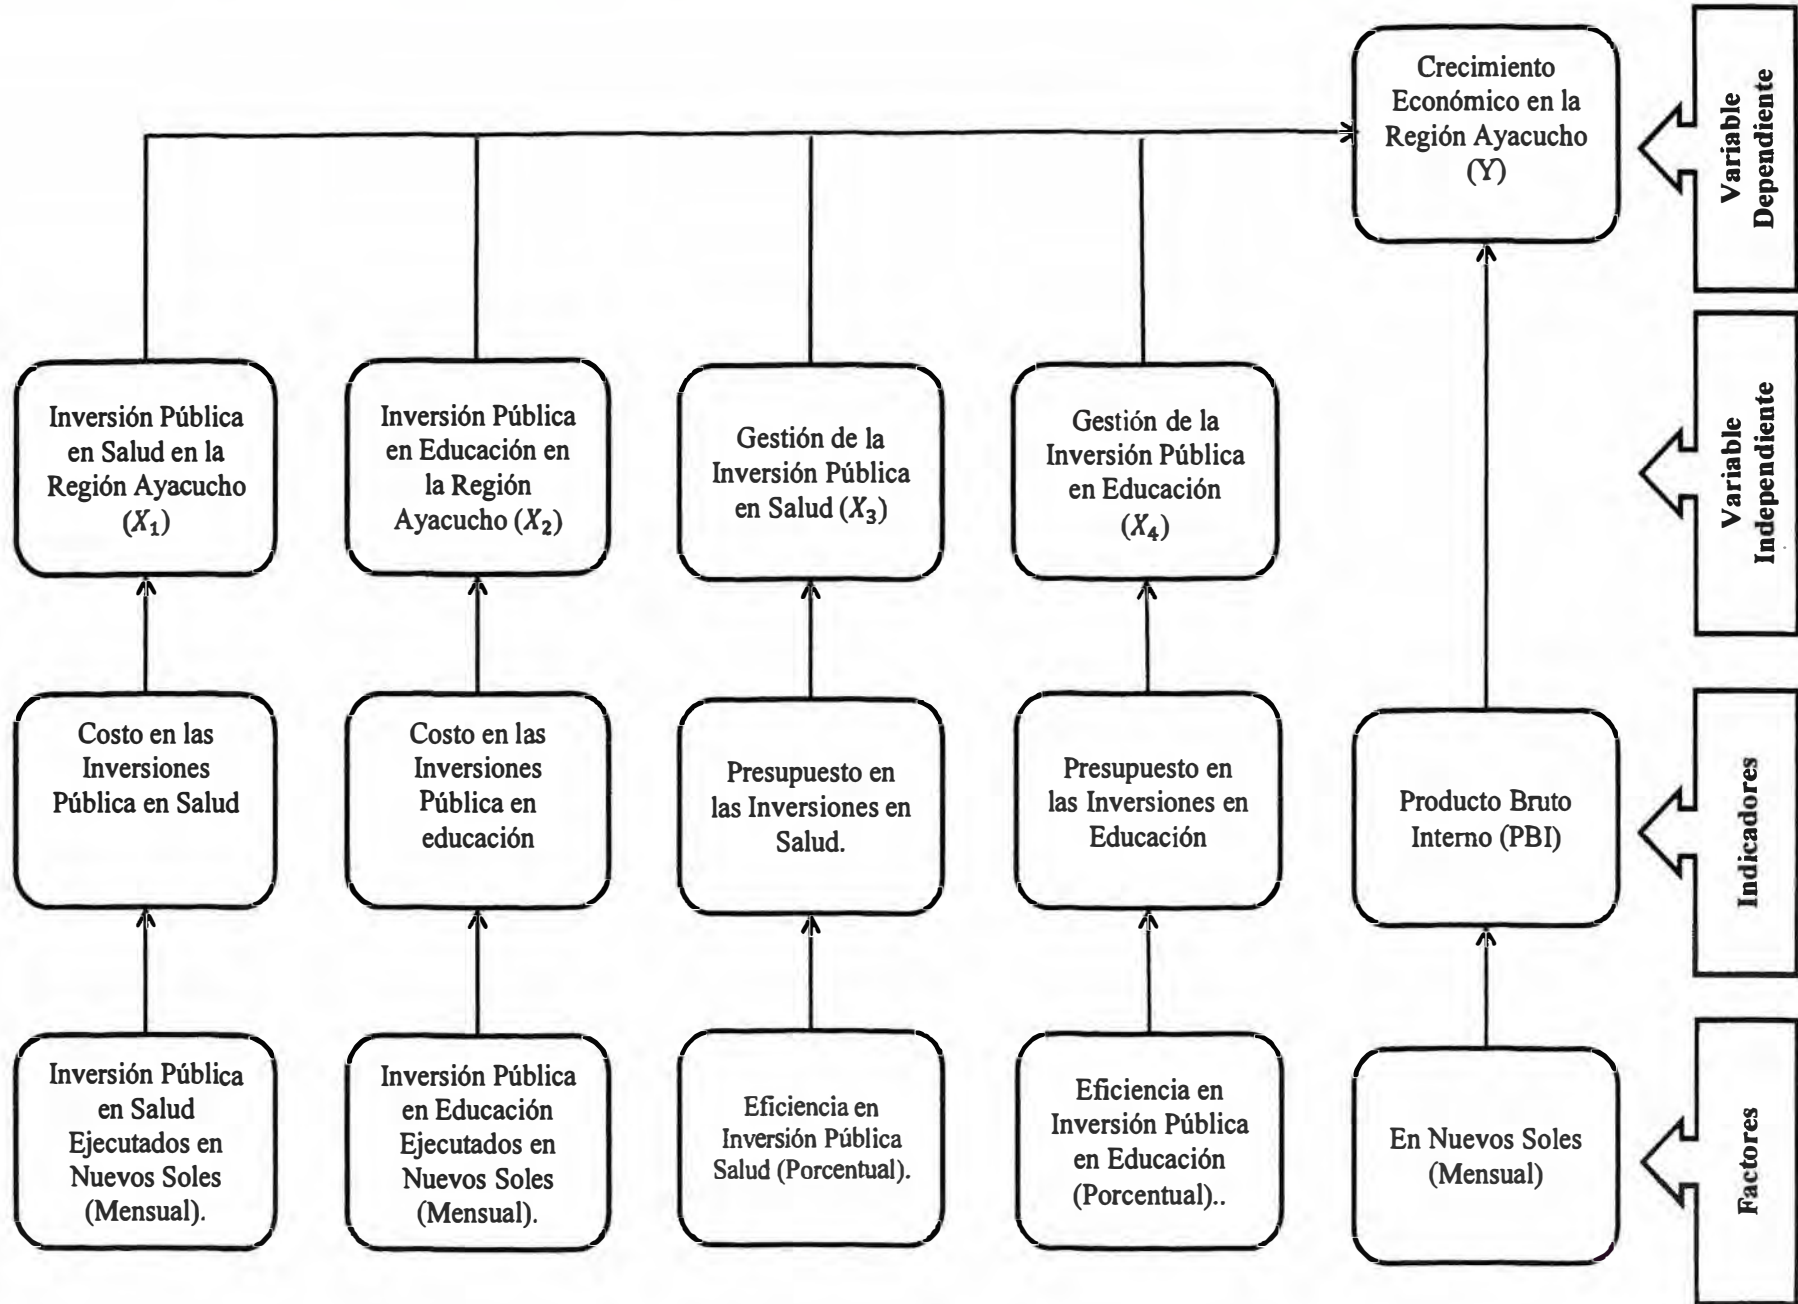 Crecimiento
Económico en la
Región Ayacucho
(Y)
Variable
Dependiente
Inversión Pública
en Salud en la
Región Ayacucho
(X₁)
Inversión Pública
en Educación en
la Región
Ayacucho (X₂)
Gestión de la
Inversión Pública
en Salud (X₃)
Gestión de la
Inversión Pública
en Educación
(X₄)
Variable
Independiente
Costo en las
Inversiones
Pública en Salud
Costo en las
Inversiones
Pública en
educación
Presupuesto en
las Inversiones en
Salud.
Presupuesto en
las Inversiones en
Educación
Producto Bruto
Interno (PBI)
Indicadores
Inversión Pública
en Salud
Ejecutados en
Nuevos Soles
(Mensual).
Inversión Pública
en Educación
Ejecutados en
Nuevos Soles
(Mensual).
Eficiencia en
Inversión Pública
Salud (Porcentual).
Eficiencia en
Inversión Pública
en Educación
(Porcentual)..
En Nuevos Soles
(Mensual)
Factores